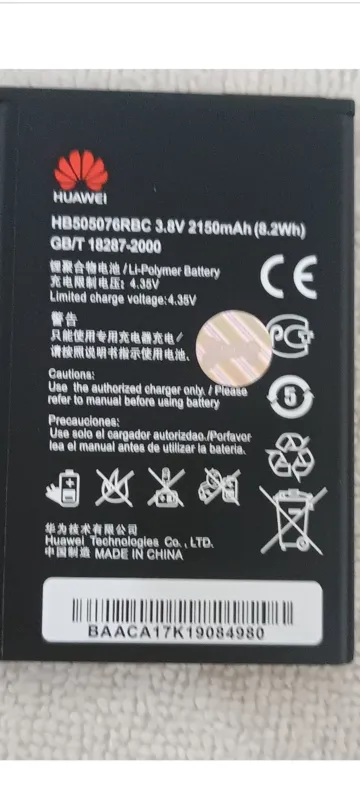 HUAWEI
HB505076RBC 3.8V 2150mAh (8.2Wh)
GB/T 18287-2000
锂聚合物电池 /Li-Polymer Battery
充电限制电压: 4.35V
Limited charge voltage:4.35V
警告
只能使用专用充电器充电/
请按照说明书指示使用电池.
Cautions:
Use the authorized charger only. / Please
refer to manual before using battery
Precauciones:
Use solo el cargador autorizdao./Porfavor
lea el manual antes de utilizar la bateria.
CE
PC
5
华为技术有限公司
Huawei Technologies Co., LTD.
中国制造 MADE IN CHINA
BAACA17K19084980